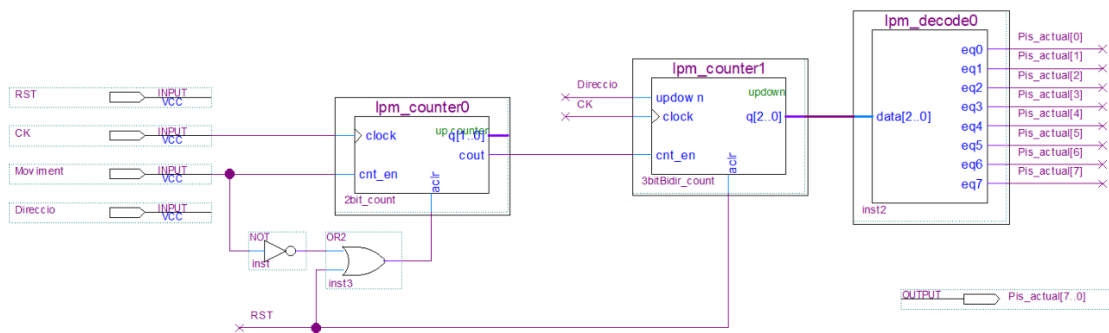 RST
INPUT
VCC
CK
INPUT
VCC
Moviment
INPUT
VCC
Direccio
INPUT
VCC
lpm_counter0
up counter
clock
q[1..0]
cout
cnt_en
aclr
2bit_count
NOT
inst
OR2
inst3
RST
lpm_counter1
Direccio
CK
updown
updown
clock
q[2..0]
cnt_en
aclr
3bitBidir_count
lpm_decode0
data[2..0]
eq0
eq1
eq2
eq3
eq4
eq5
eq6
eq7
inst2
Pis_actual[0]
Pis_actual[1]
Pis_actual[2]
Pis_actual[3]
Pis_actual[4]
Pis_actual[5]
Pis_actual[6]
Pis_actual[7]
OUTPUT
Pis_actual[7..0]